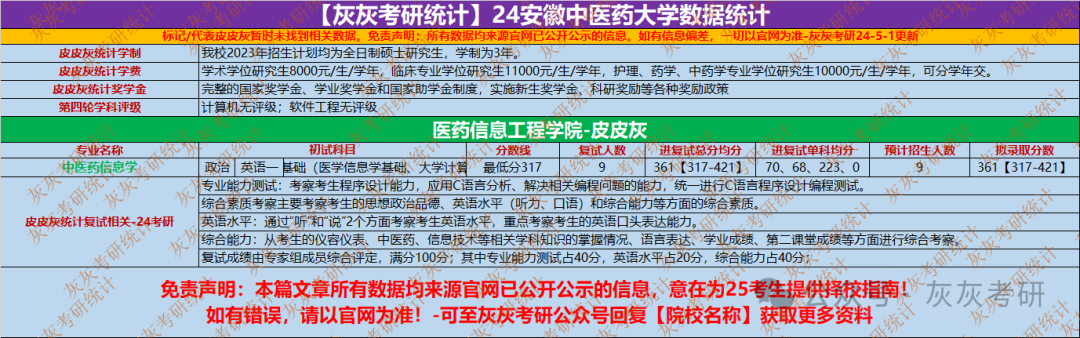 【灰灰考研统计】24安徽中医药大学数据统计
标记/代表皮皮灰暂时未找到相关数据。免责声明：所有数据均来源官网已公开公示的信息。如有信息偏差，一切以官网为准-灰灰考研24-5-1更新
皮皮灰统计学制 我校2023年招生计划均为全日制硕士研究生，学制为3年。
皮皮灰统计学费 学术学位研究生8000元/生/学年，临床专业学位研究生11000元/生/学年，护理、药学、中药学专业学位研究生10000元/生/学年，可分学年交。
皮皮灰统计奖学金 完整的国家奖学金、学业奖学金和国家助学金制度，实施新生奖学金、科研奖励等各种奖励政策
第四轮学科评级 计算机无评级；软件工程无评级
医药信息工程学院-皮皮灰
专业名称 初试科目 分数线 复试人数 进复试总分均分 进复试单科均分 预计招生人数 拟录取分数
中医药信息学 政治 英语一 基础（医学信息学基础、大学计算 最低分317 9 361【317-421】 70、68、223、0 9 361【317-421】
皮皮灰统计复试相关-24考研
专业能力测试：考察考生程序设计能力，应用C语言分析、解决相关编程问题的能力，统一进行C语言程序设计编程测试。
综合素质考察主要考察考生的思想政治品德、英语水平（听力、口语）和综合能力等方面的综合素质。
英语水平：通过“听”和“说”2个方面考察考生英语水平，重点考察考生的英语口头表达能力。
综合能力：从考生的仪容仪表、中医药、信息技术等相关学科知识的掌握情况、语言表达、学业成绩、第二课堂成绩等方面进行综合考察。
复试成绩由专家组成员综合评定，满分100分；其中专业能力测试占40分，英语水平占20分，综合能力占40分；
免责声明：本篇文章所有数据均来源官网已公开公示的信息，意在为25考生提供择校指南！
如有错误，请以官网为准！-可至灰灰考研公众号回复【院校名称】获取更多资料
公众号 灰灰考研